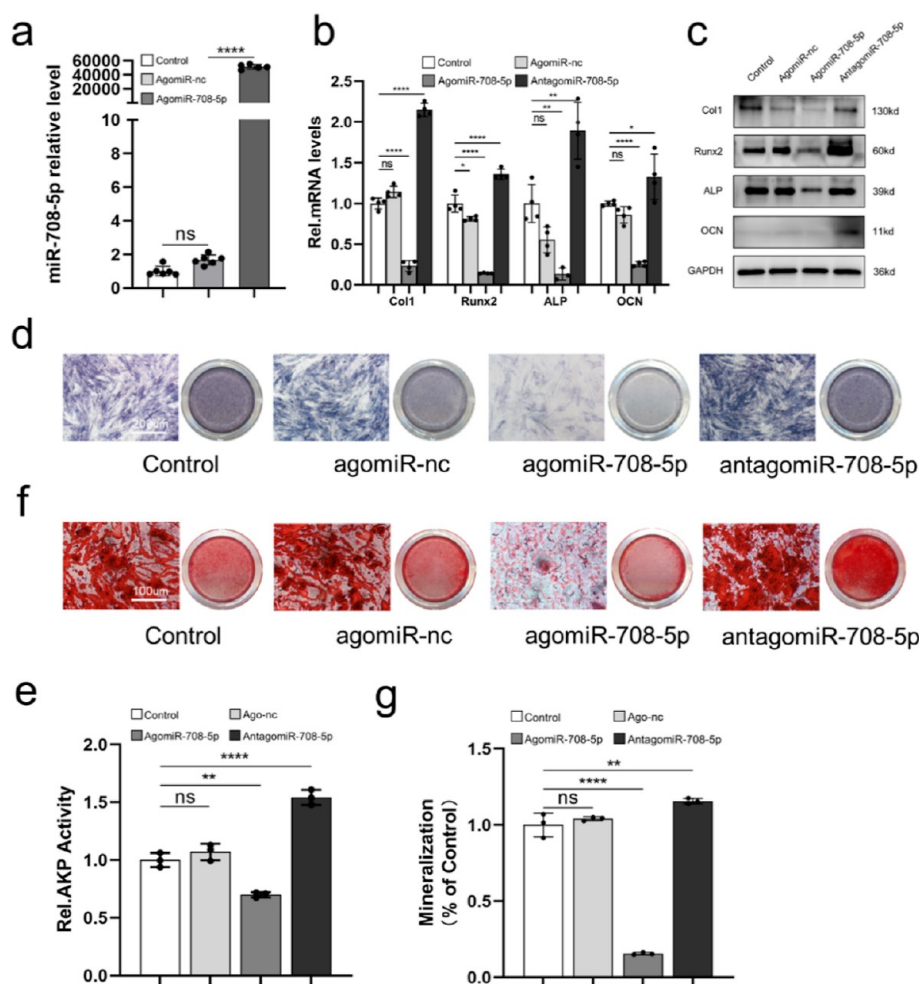 a
miR-708-5p relative level
Control
AgomiR-nc
AgomiR-708-5p
60000
40000
20000
10
8
6
4
2
0
ns
****
b
Control
AgomiR-nc
AgomiR-708-5p
AntagomiR-708-5p
Rel.mRNA levels
2.5
2.0
1.5
1.0
0.5
0.0
****
ns
****
****
****
*
**
**
ns
*
****
ns
Col1
Runx2
ALP
OCN
c
Control
AgomiR-nc
AgomiR-708-5p
AntagomiR-708-5p
Col1
130kd
Runx2
60kd
ALP
39kd
OCN
11kd
GAPDH
36kd
d
200um
Control
agomiR-nc
agomiR-708-5p
antagomiR-708-5p
f
100um
Control
agomiR-nc
agomiR-708-5p
antagomiR-708-5p
e
Control
Ago-nc
AgomiR-708-5p
AntagomiR-708-5p
Rel.AKP Activity
2.0
1.5
1.0
0.5
0.0
****
**
ns
g
Control
Ago-nc
AgomiR-708-5p
AntagomiR-708-5p
Mineralization
(% of Control)
1.5
1.0
0.5
0.0
**
****
ns